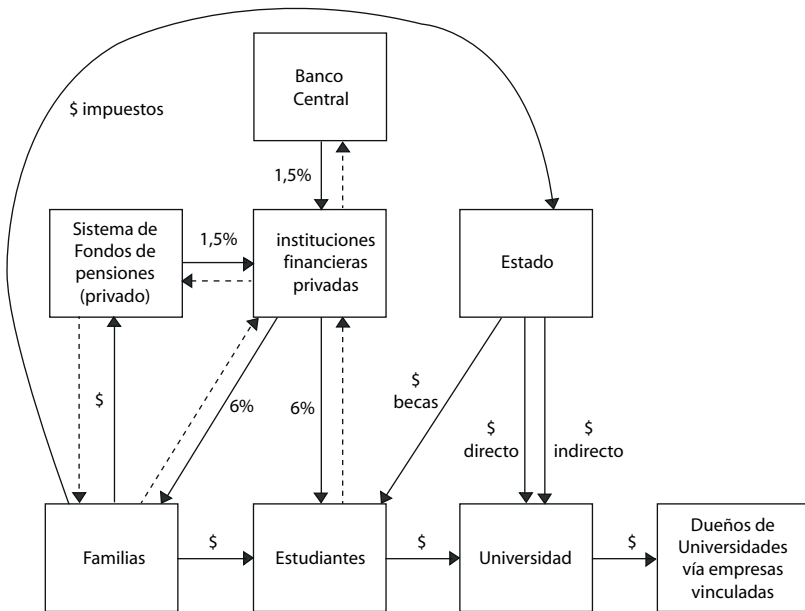 Banco
Central
$ impuestos
1,5%
Sistema de
Fondos de
pensiones
(privado)
1,5%
instituciones
financieras
privadas
Estado
$
6%
6%
$
becas
$
directo
$
indirecto
Familias
$
Estudiantes
$
Universidad
$
Dueños de
Universidades
vía empresas
vinculadas